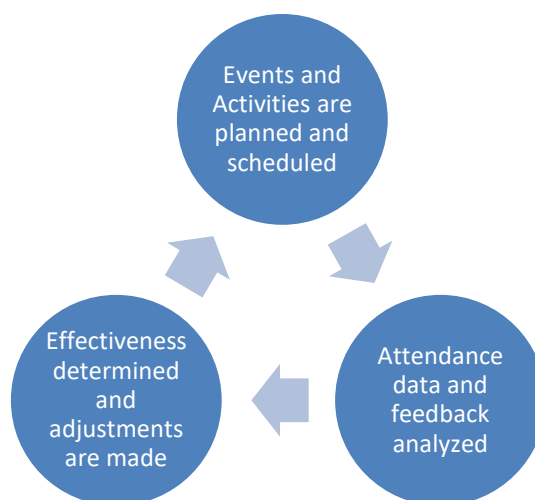 Events and
Activities are
planned and
scheduled
Attendance
data and
feedback
analyzed
Effectiveness
determined
and
adjustments
are made